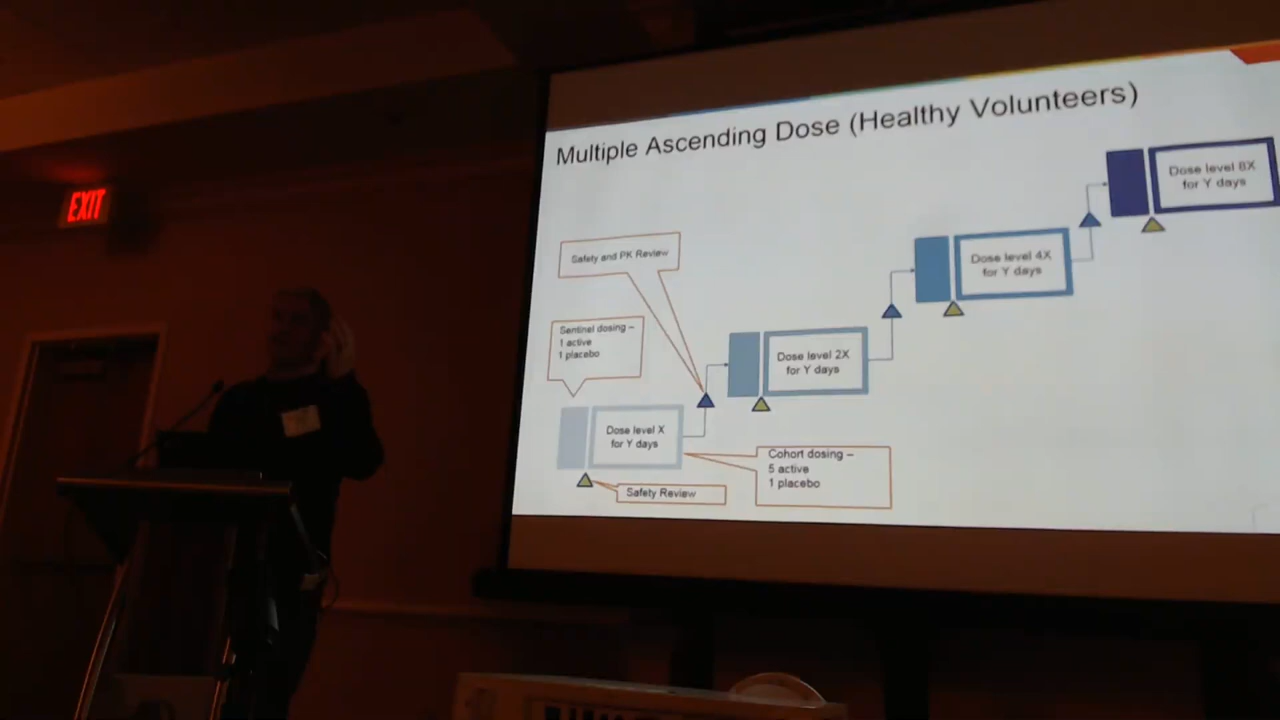 EXIT
Multiple Ascending Dose (Healthy Volunteers)
Dose level 8X
for Y days
Dose level 4X
for Y days
Safety and PK Review
Sentinel dosing –
1 active
1 placebo
Dose level 2X
for Y days
Dose level X
for Y days
Cohort dosing –
5 active
1 placebo
Safety Review